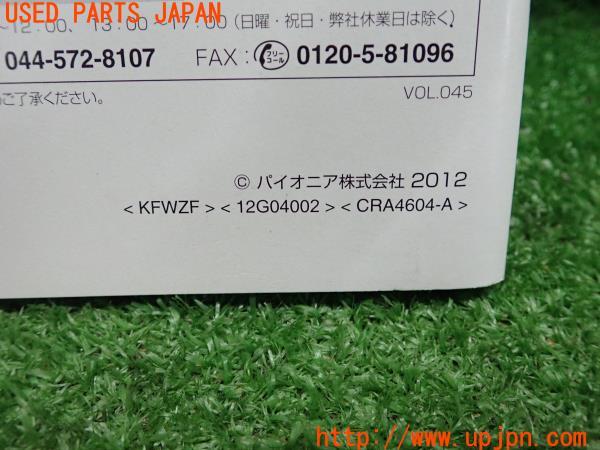 USED PARTS JAPAN
~12:00、 13:00~17:00 (日曜・祝日・弊社休業日は除く)
044-572-8107 FAX : フリーコール 0120-5-81096
ご了承ください。
VOL.045
© パイオニア株式会社 2012
< KFWZF > < 12G04002 > < CRA4604-A >
http://www.upjpn.com